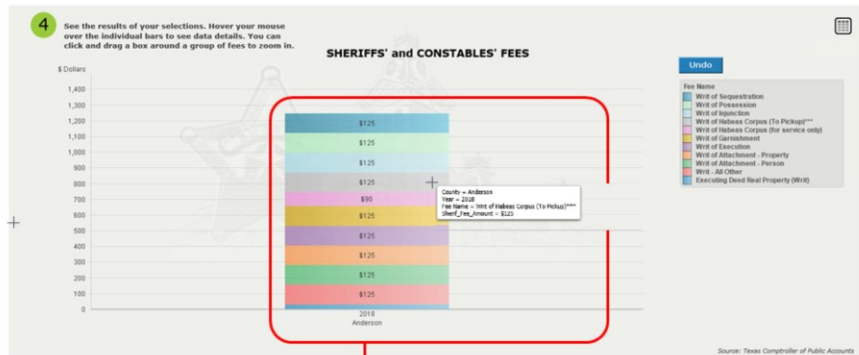 4
See the results of your selections. Hover your mouse
over the individual bars to see data details. You can
click and drag a box around a group of fees to zoom in.
SHERIFFS' and CONSTABLES' FEES
$ Dollars
1,400
1,300
1,200
1,100
1,000
900
800
700
600
500
400
300
200
100
0
$125
$125
$125
$125
$90
$125
$125
$125
$125
$125
2018
Anderson
County = Anderson
Year = 2018
Fee Name = Writ of Habeas Corpus (To Pickup)***
Sherif_Fee_Amount = $125
Undo
Fee Name
Writ of Sequestration
Writ of Possession
Writ of Injunction
Writ of Habeas Corpus (To Pickup)***
Writ of Habeas Corpus (for service only)
Writ of Garnishment
Writ of Execution
Writ of Attachment - Property
Writ of Attachment - Person
Writ - All Other
Executing Deed Real Property (Writ)
Source: Texas Comptroller of Public Accounts